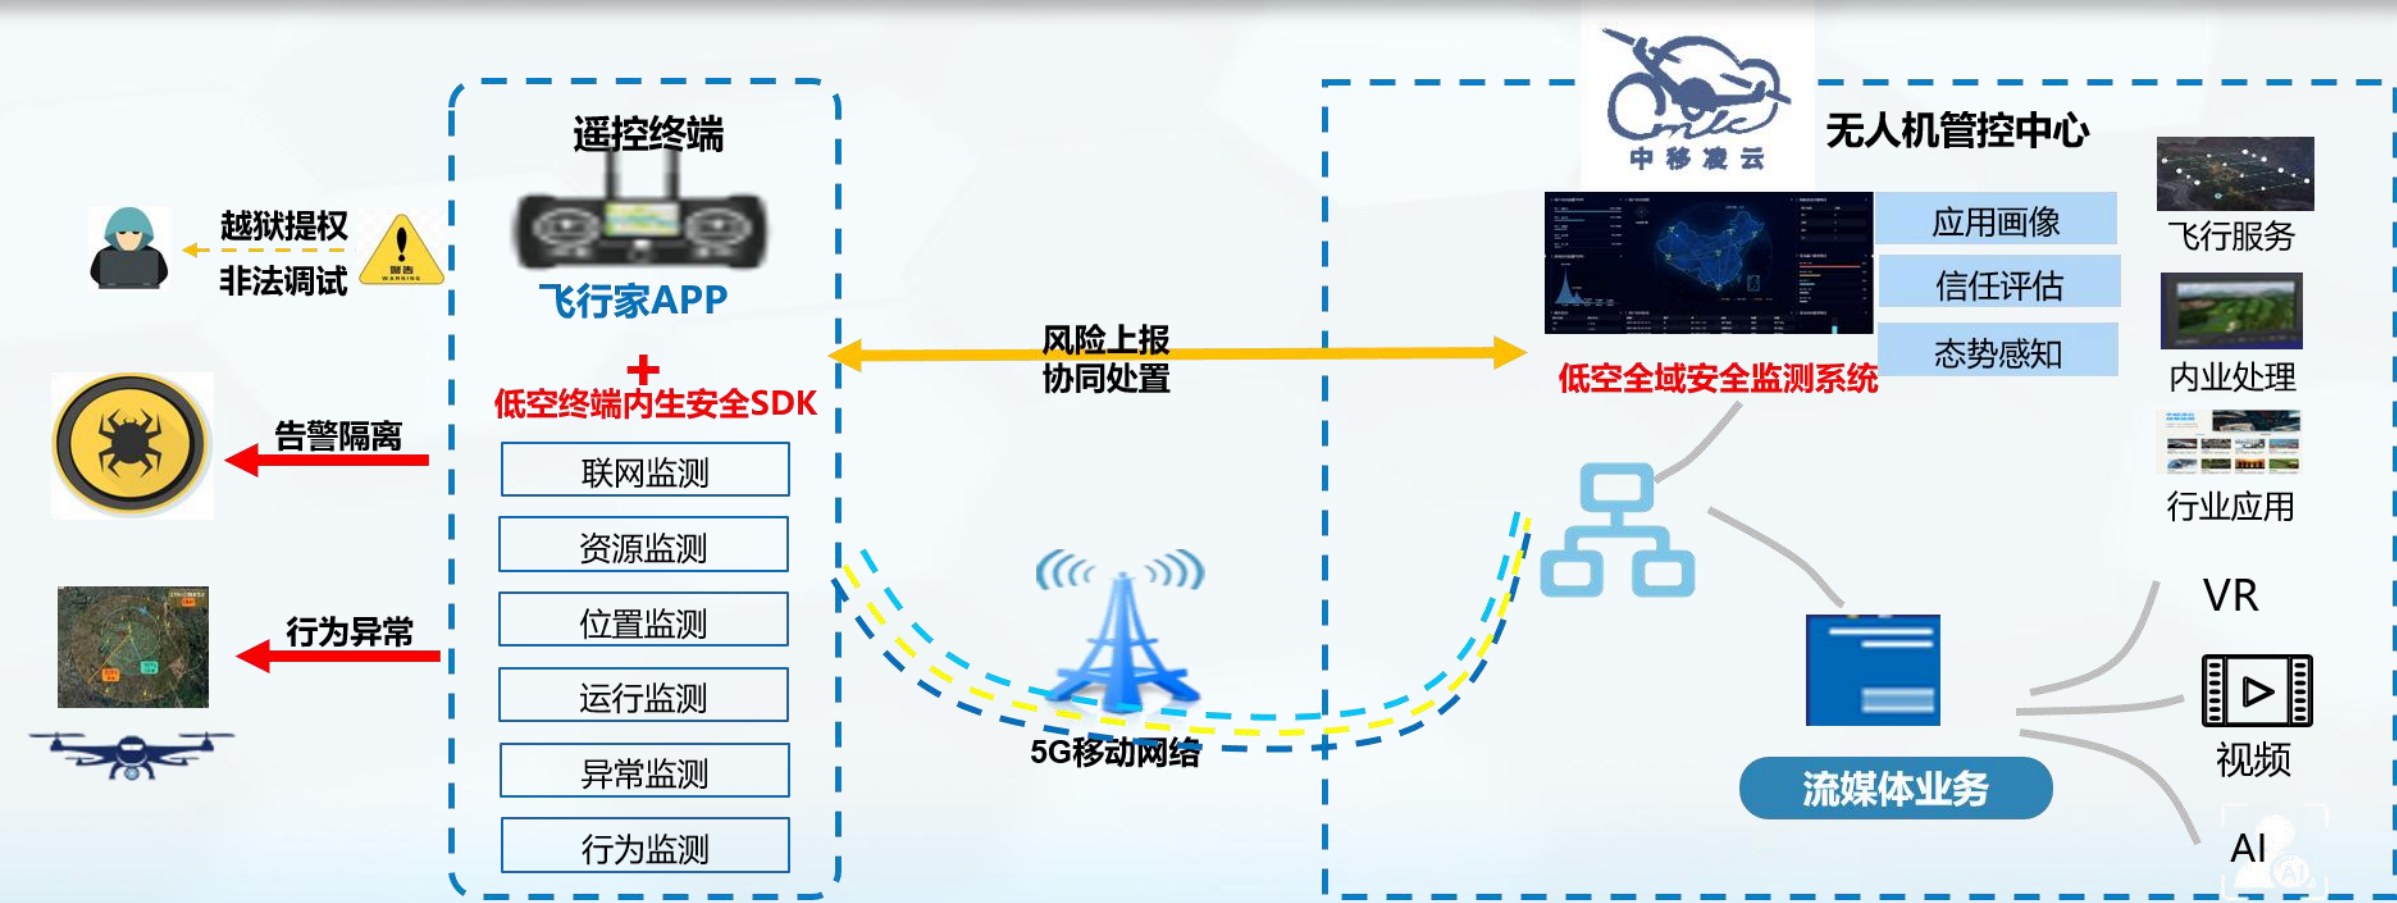 遥控终端
飞行家APP
+
低空终端内生安全SDK
联网监测
资源监测
位置监测
运行监测
异常监测
行为监测
越狱提权
非法调试
警告
WARNING
告警隔离
行为异常
风险上报
协同处置
5G移动网络
cmlc
中移凌云
无人机管控中心
低空全域安全监测系统
应用画像
信任评估
态势感知
飞行服务
内业处理
行业应用
流媒体业务
VR
视频
AI
AI